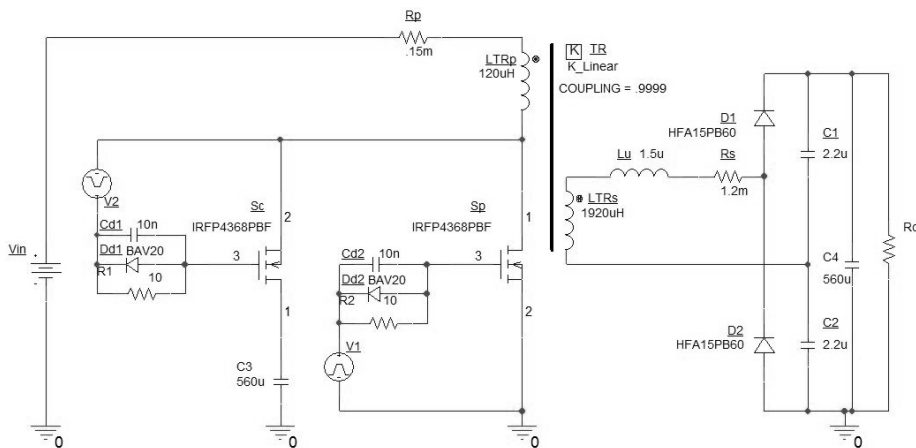 Rp
.15m
LTRp
120uH
K TR
K_Linear
COUPLING = .9999
D1
HFA15PB60
C1
2.2u
Lu 1.5u
Rs
1.2m
LTRs
1920uH
V2
Sc
IRFP4368PBF
2
3
1
Cd1 10n
Dd1 BAV20
R1
10
Vin
+
-
Sp
IRFP4368PBF
1
3
2
Cd2 10n
Dd2 BAV20
R2 10
V1
C3
560u
C4
560u
D2
HFA15PB60
C2
2.2u
0
0
0
0